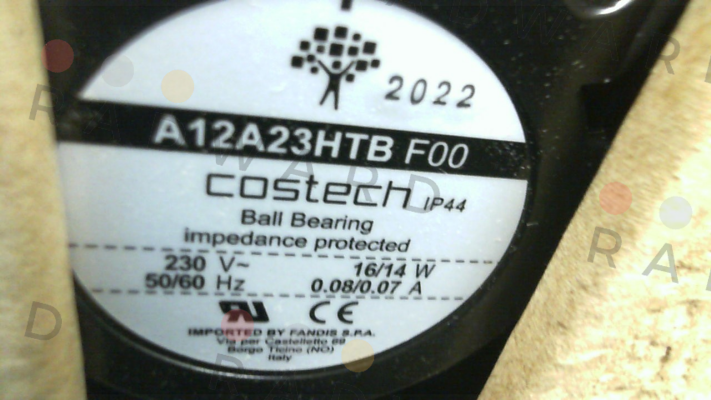 2022
A12A23HTB F00
costech IP44
Ball Bearing
impedance protected
230 V~ 16/14 W
50/60 Hz 0.08/0.07 A
CE
IMPORTED BY FANDIS S.P.A.
Via per Castelletto 69
Borgo Ticino (NO)
Italy